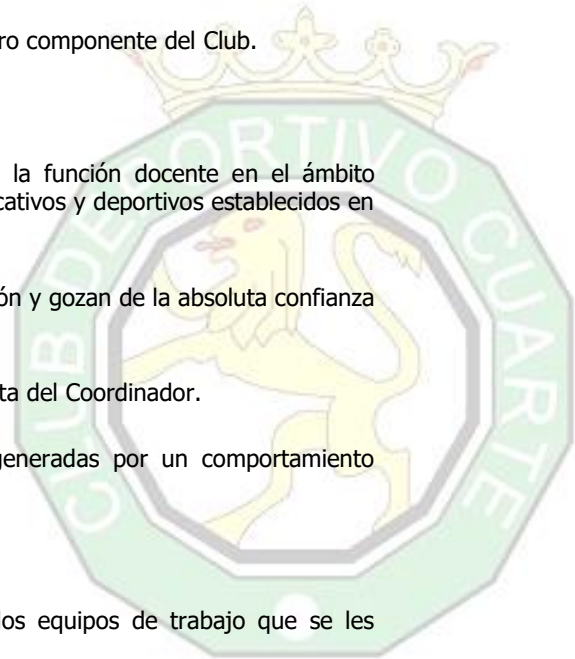 ro componente del Club.
la función docente en el ámbito
cativos y deportivos establecidos en
ón y gozan de la absoluta confianza
ta del Coordinador.
generadas por un comportamiento
los equipos de trabajo que se les
CLUB DEPORTIVO CUARTE